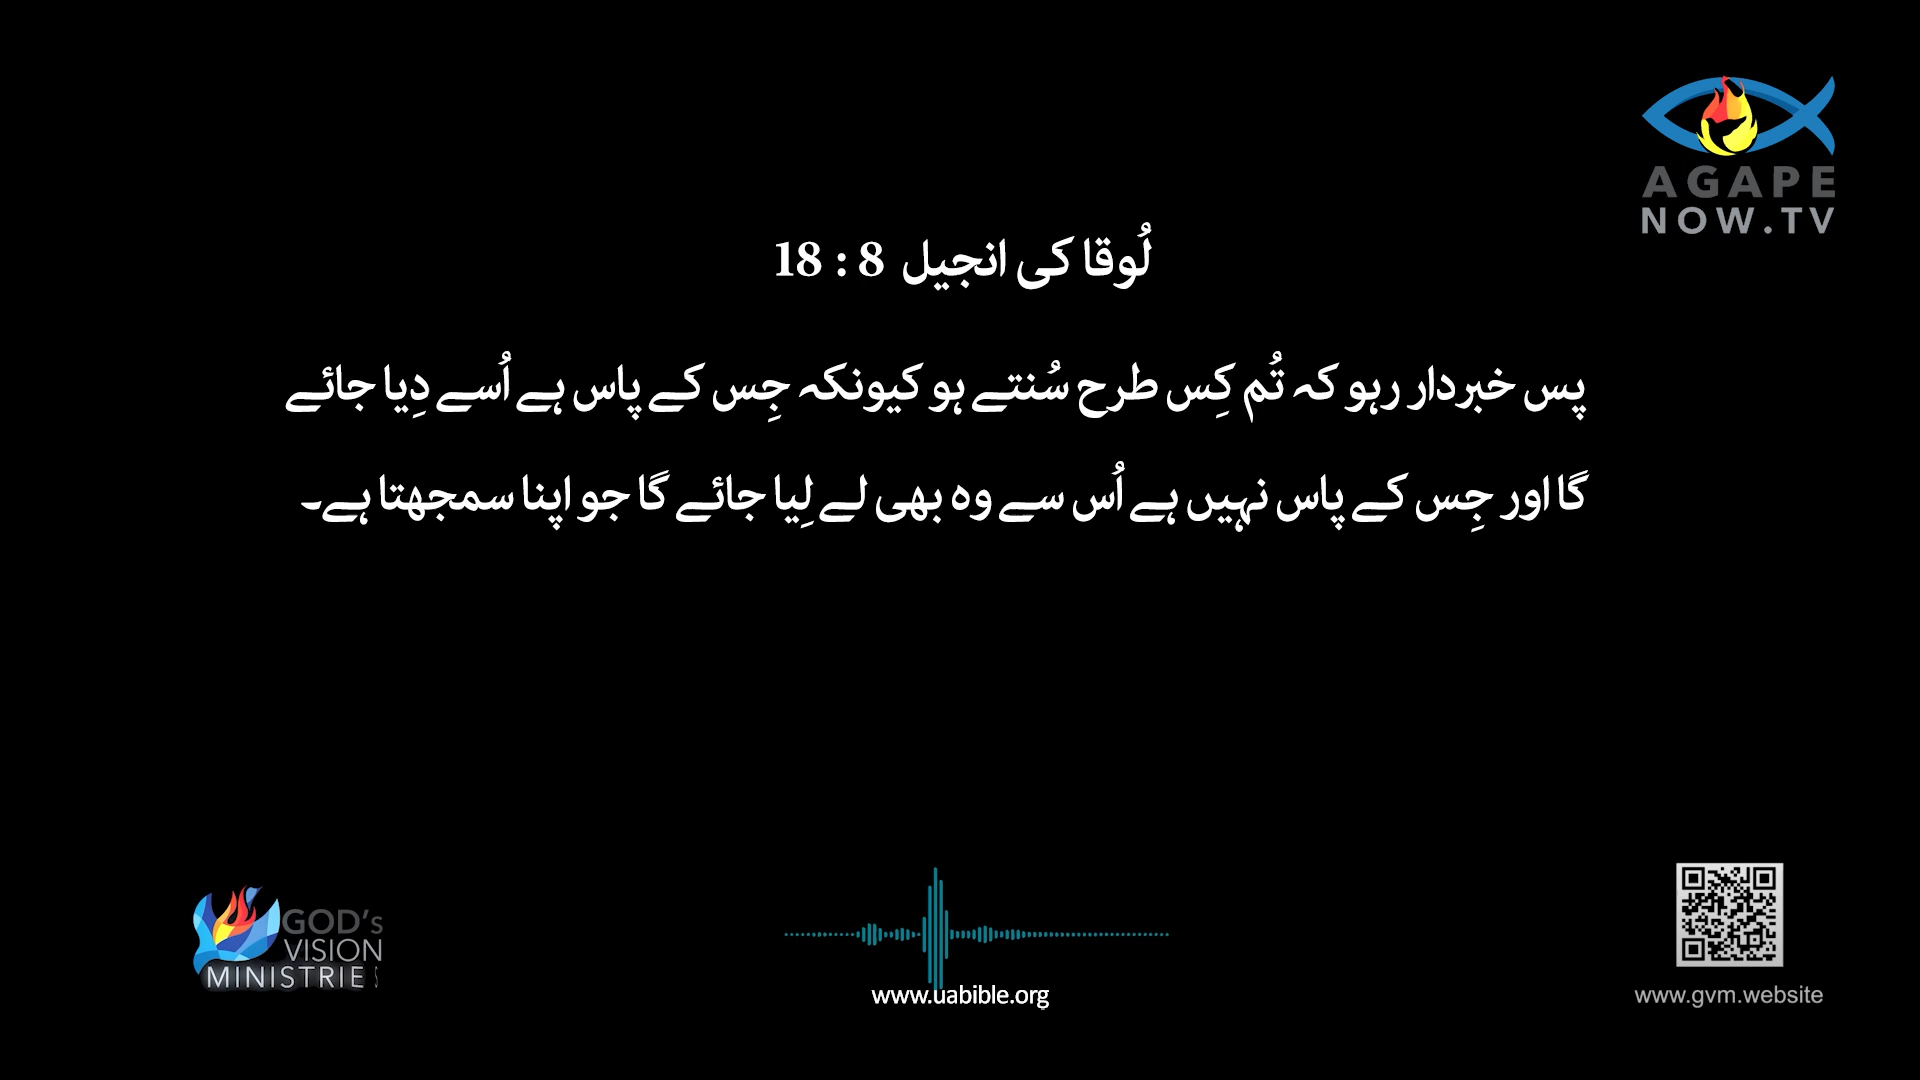 AGAPE
NOW.TV
لُوقا کی انجیل 8 : 18
پس خبردار رہو کہ تُم کِس طرح سُنتے ہو کیونکہ جِس کے پاس ہے اُسے دِیا جائے
گا اور جِس کے پاس نہیں ہے اُس سے وہ بھی لے لِیا جائے گا جو اپنا سمجھتا ہے۔
GOD's
VISION
MINISTRIES
www.uabible.org
www.gvm.website